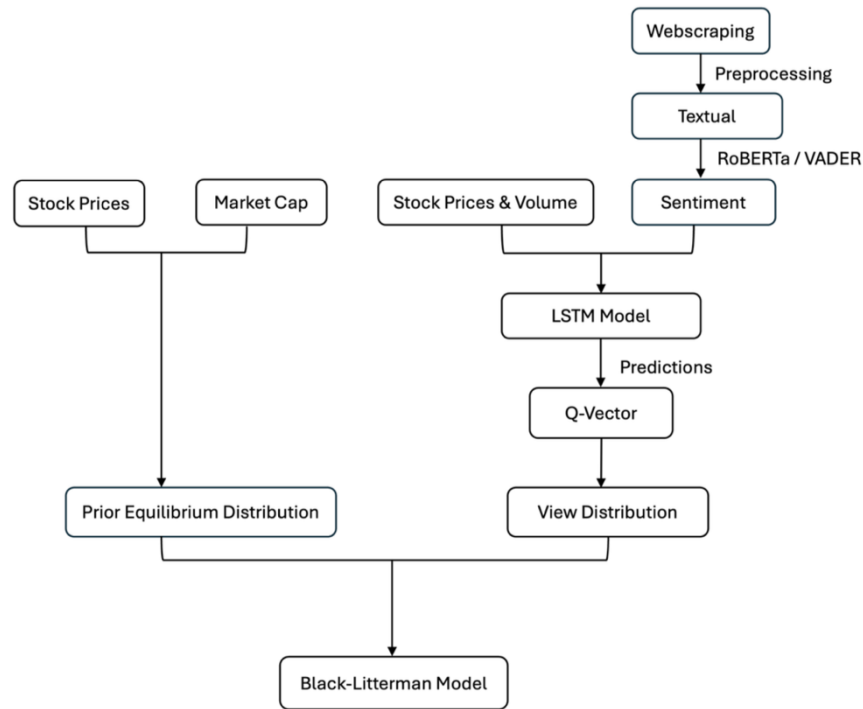 Webscraping
Preprocessing
Textual
RoBERTa / VADER
Stock Prices
Market Cap
Stock Prices & Volume
Sentiment
LSTM Model
Predictions
Q-Vector
Prior Equilibrium Distribution
View Distribution
Black-Litterman Model